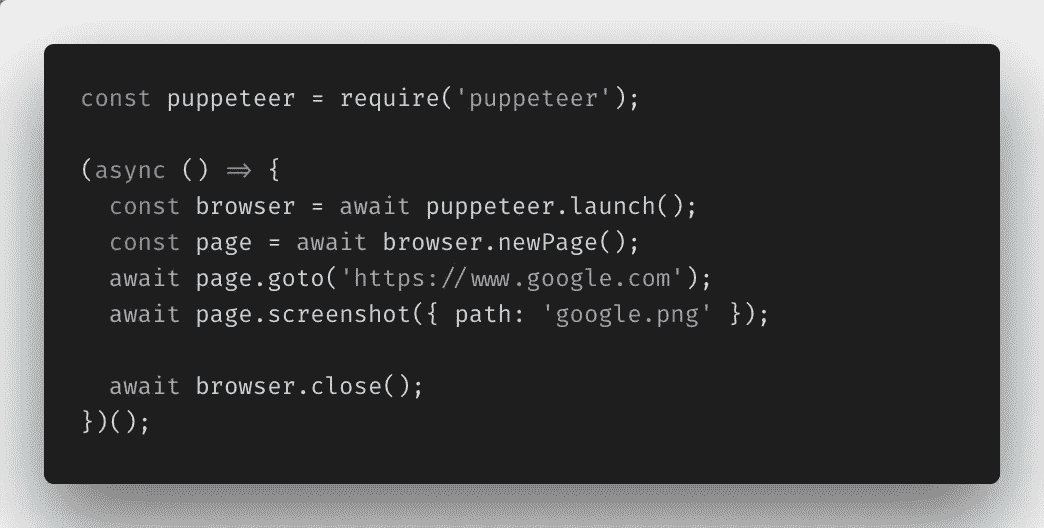 const puppeteer = require('puppeteer');
(async () => {
const browser = await puppeteer.launch();
const page = await browser.newPage();
await page.goto('https://www.google.com');
await page.screenshot({ path: 'google.png' });
await browser.close();
})();